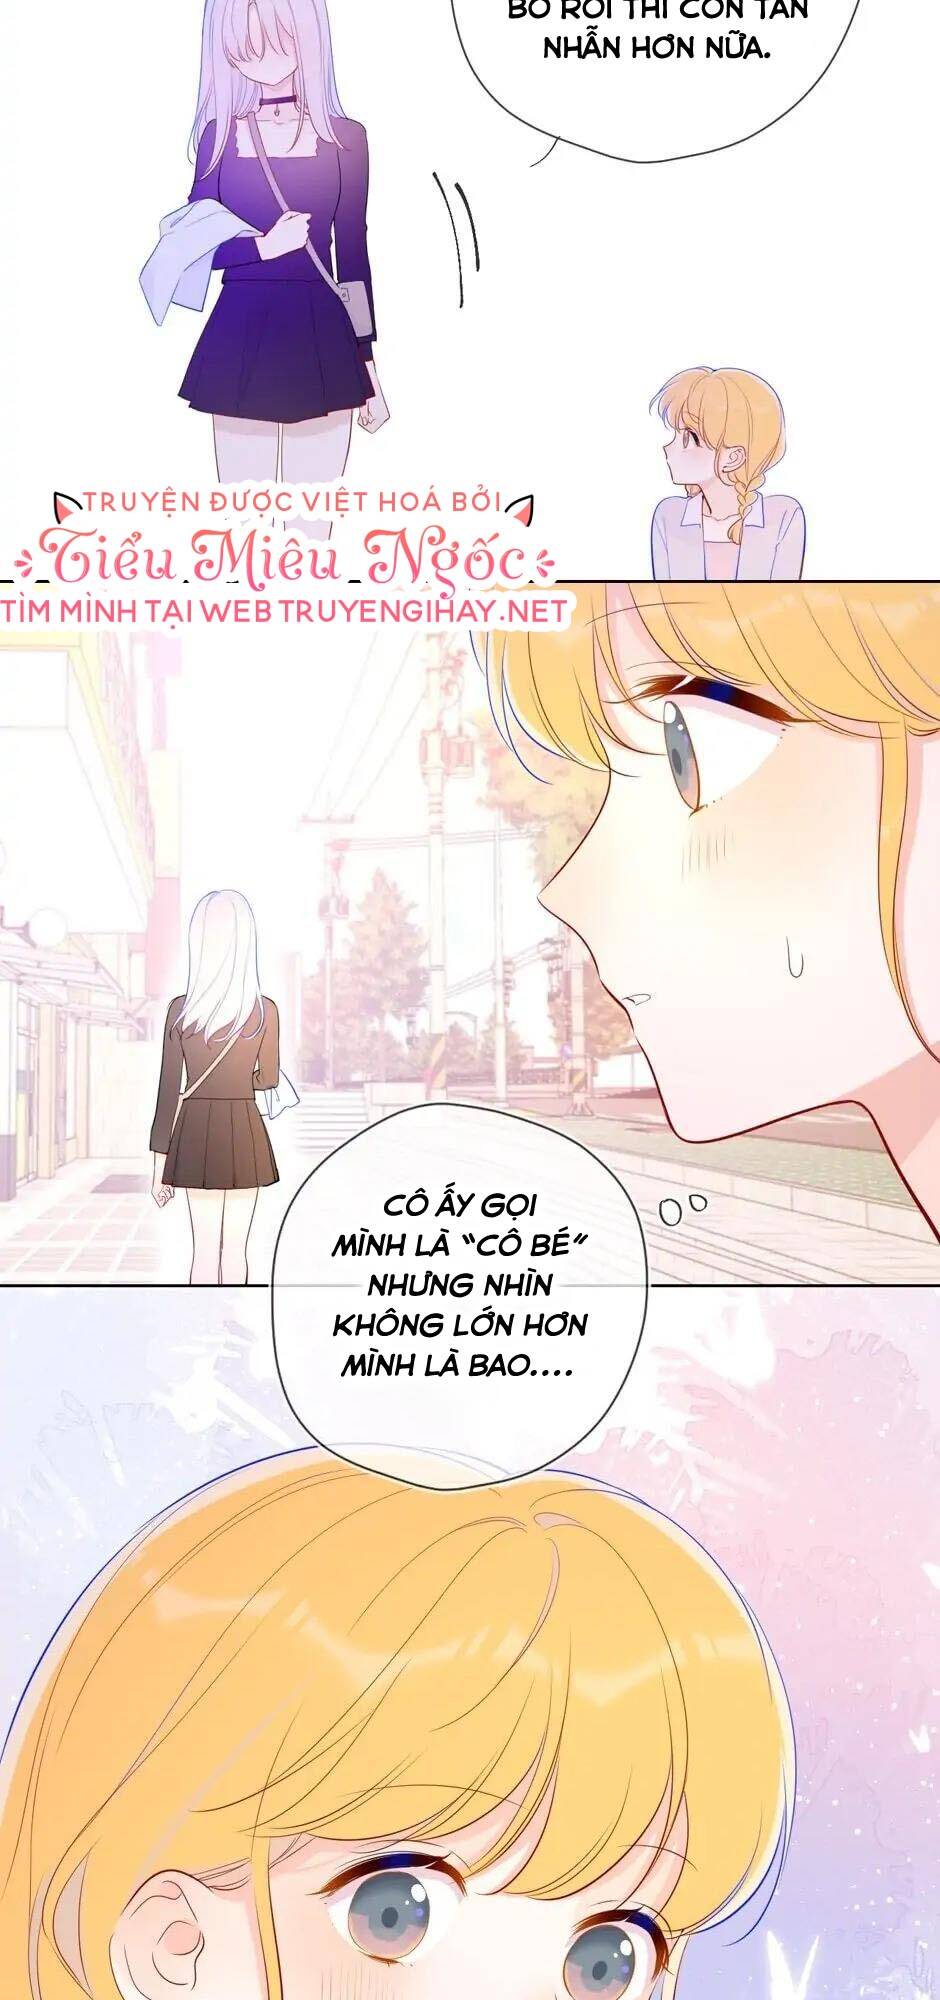 BỎ RƠI THÌ CÒN TÀN
NHẪN HƠN NỮA.
TRUYỆN ĐƯỢC VIỆT HOÁ BỞI
Tiểu Miêu Ngốc
TÌM MÌNH TẠI WEB TRUYENGIHAY.NET
CÔ ẤY GỌI
MÌNH LÀ "CÔ BÉ"
NHƯNG NHÌN
KHÔNG LỚN HƠN
MÌNH LÀ BAO....